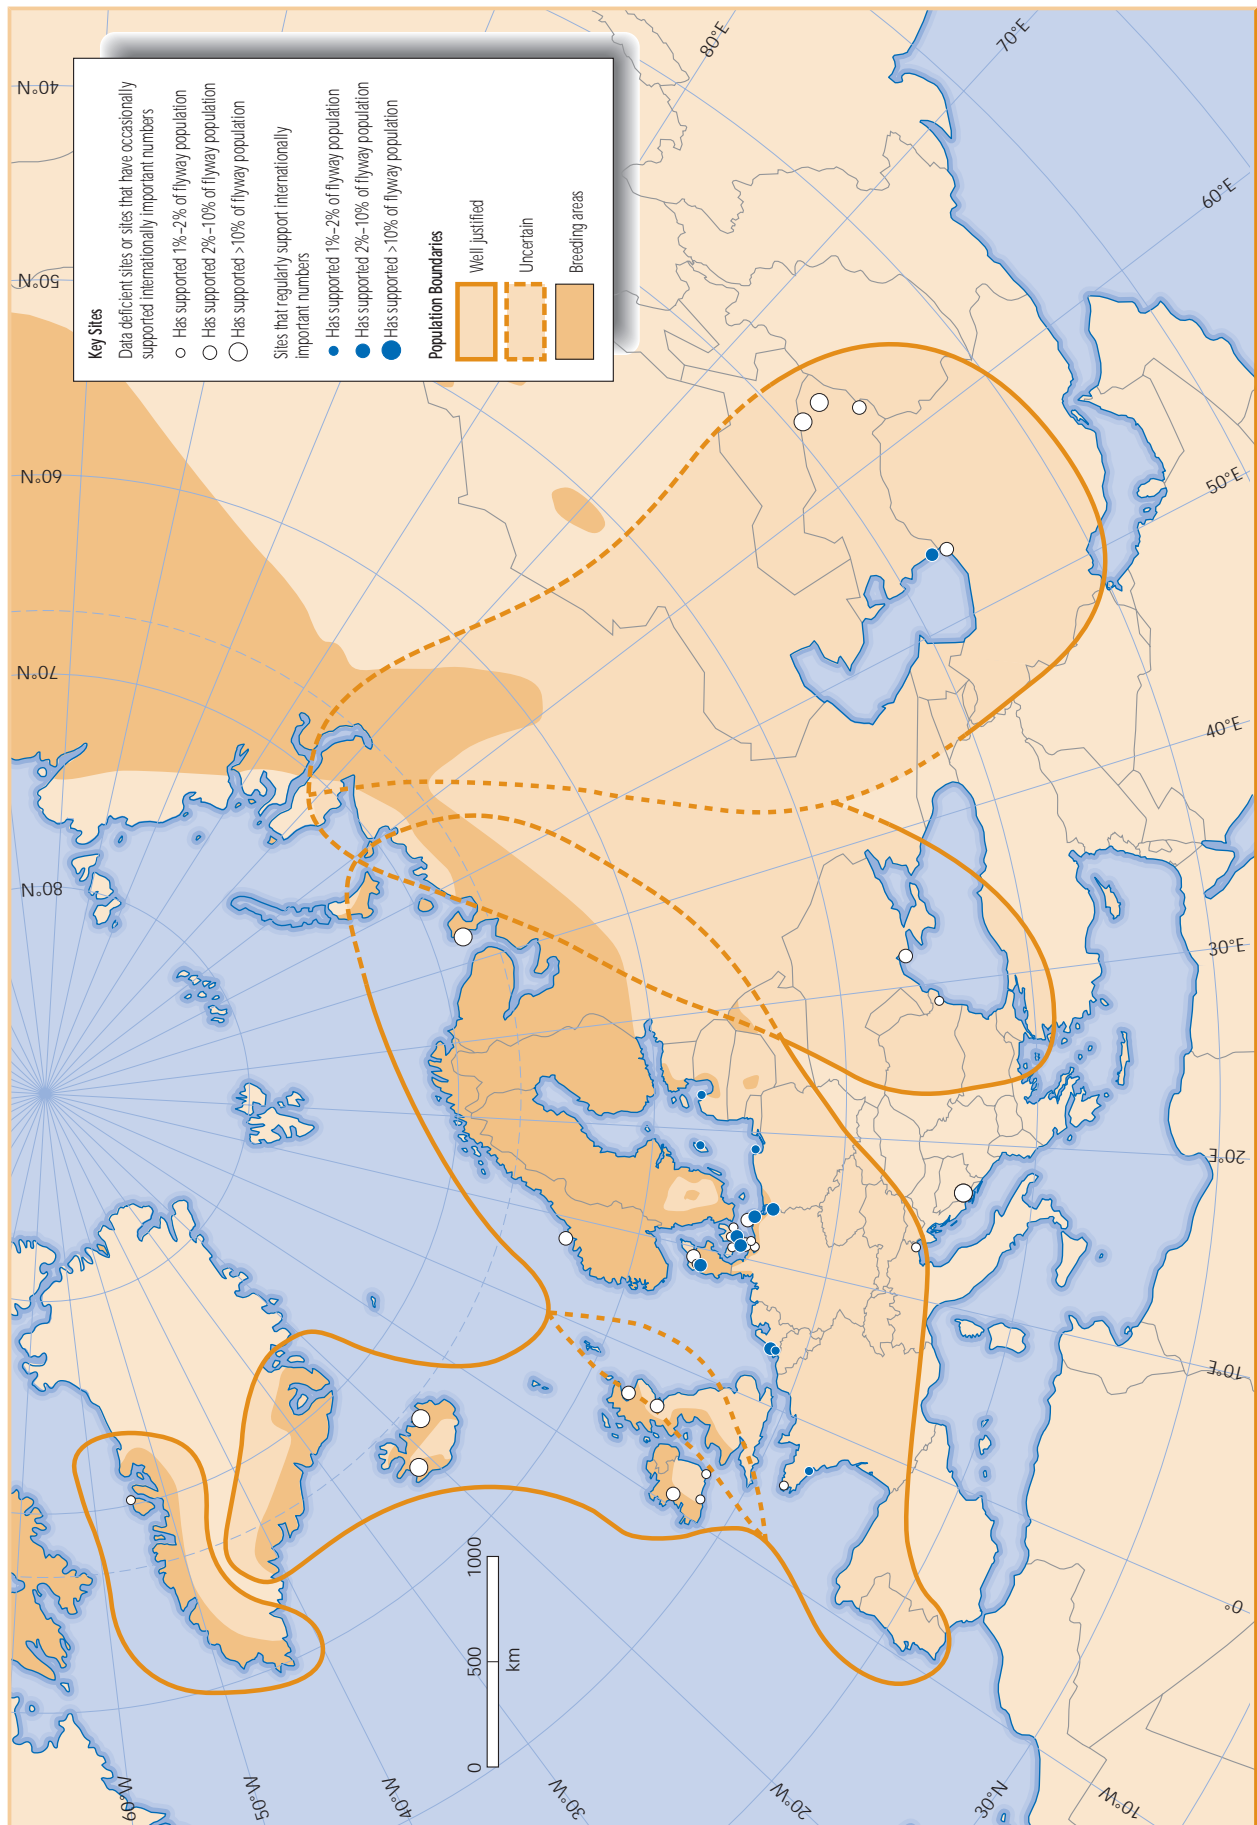 Key Sites
Data deficient sites or sites that have occasionally
supported internationally important numbers
Has supported 1%–2% of flyway population
Has supported 2%–10% of flyway population
Has supported >10% of flyway population
Sites that regularly support internationally
important numbers
Has supported 1%–2% of flyway population
Has supported 2%–10% of flyway population
Has supported >10% of flyway population
Population Boundaries
Well justified
Uncertain
Breeding areas
40°N
50°N
60°N
70°N
80°N
80°E
70°E
60°E
50°E
40°E
30°E
20°E
10°E
0°
10°W
30°N
20°W
30°W
40°W
50°W
60°W
0
500
1000
km